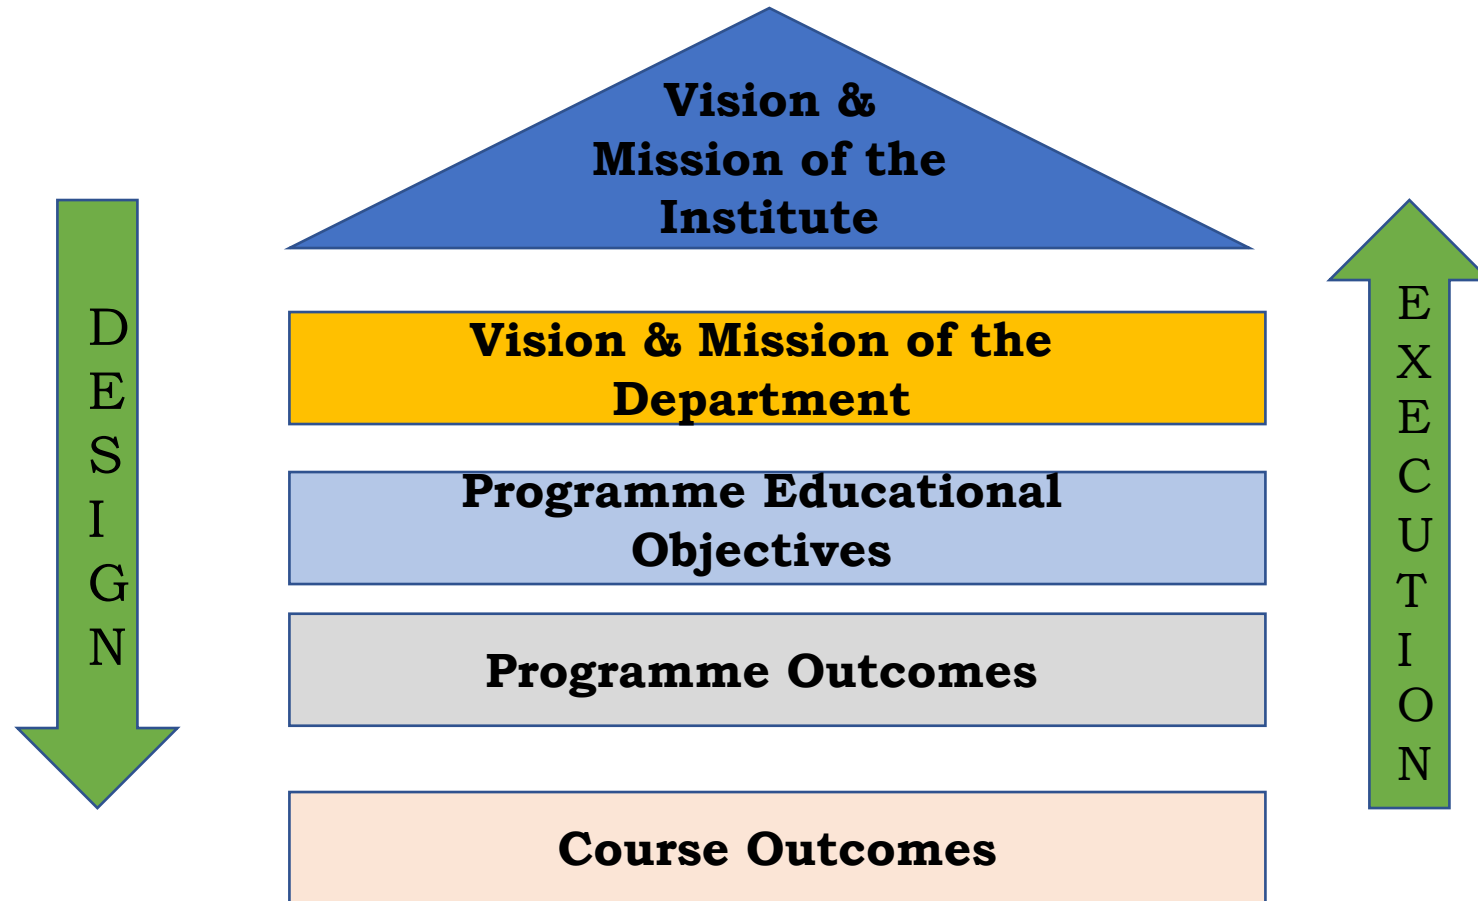 Vision &
Mission of the
Institute
DESIGN
EXECUTION
Vision & Mission of the
Department
Programme Educational
Objectives
Programme Outcomes
Course Outcomes